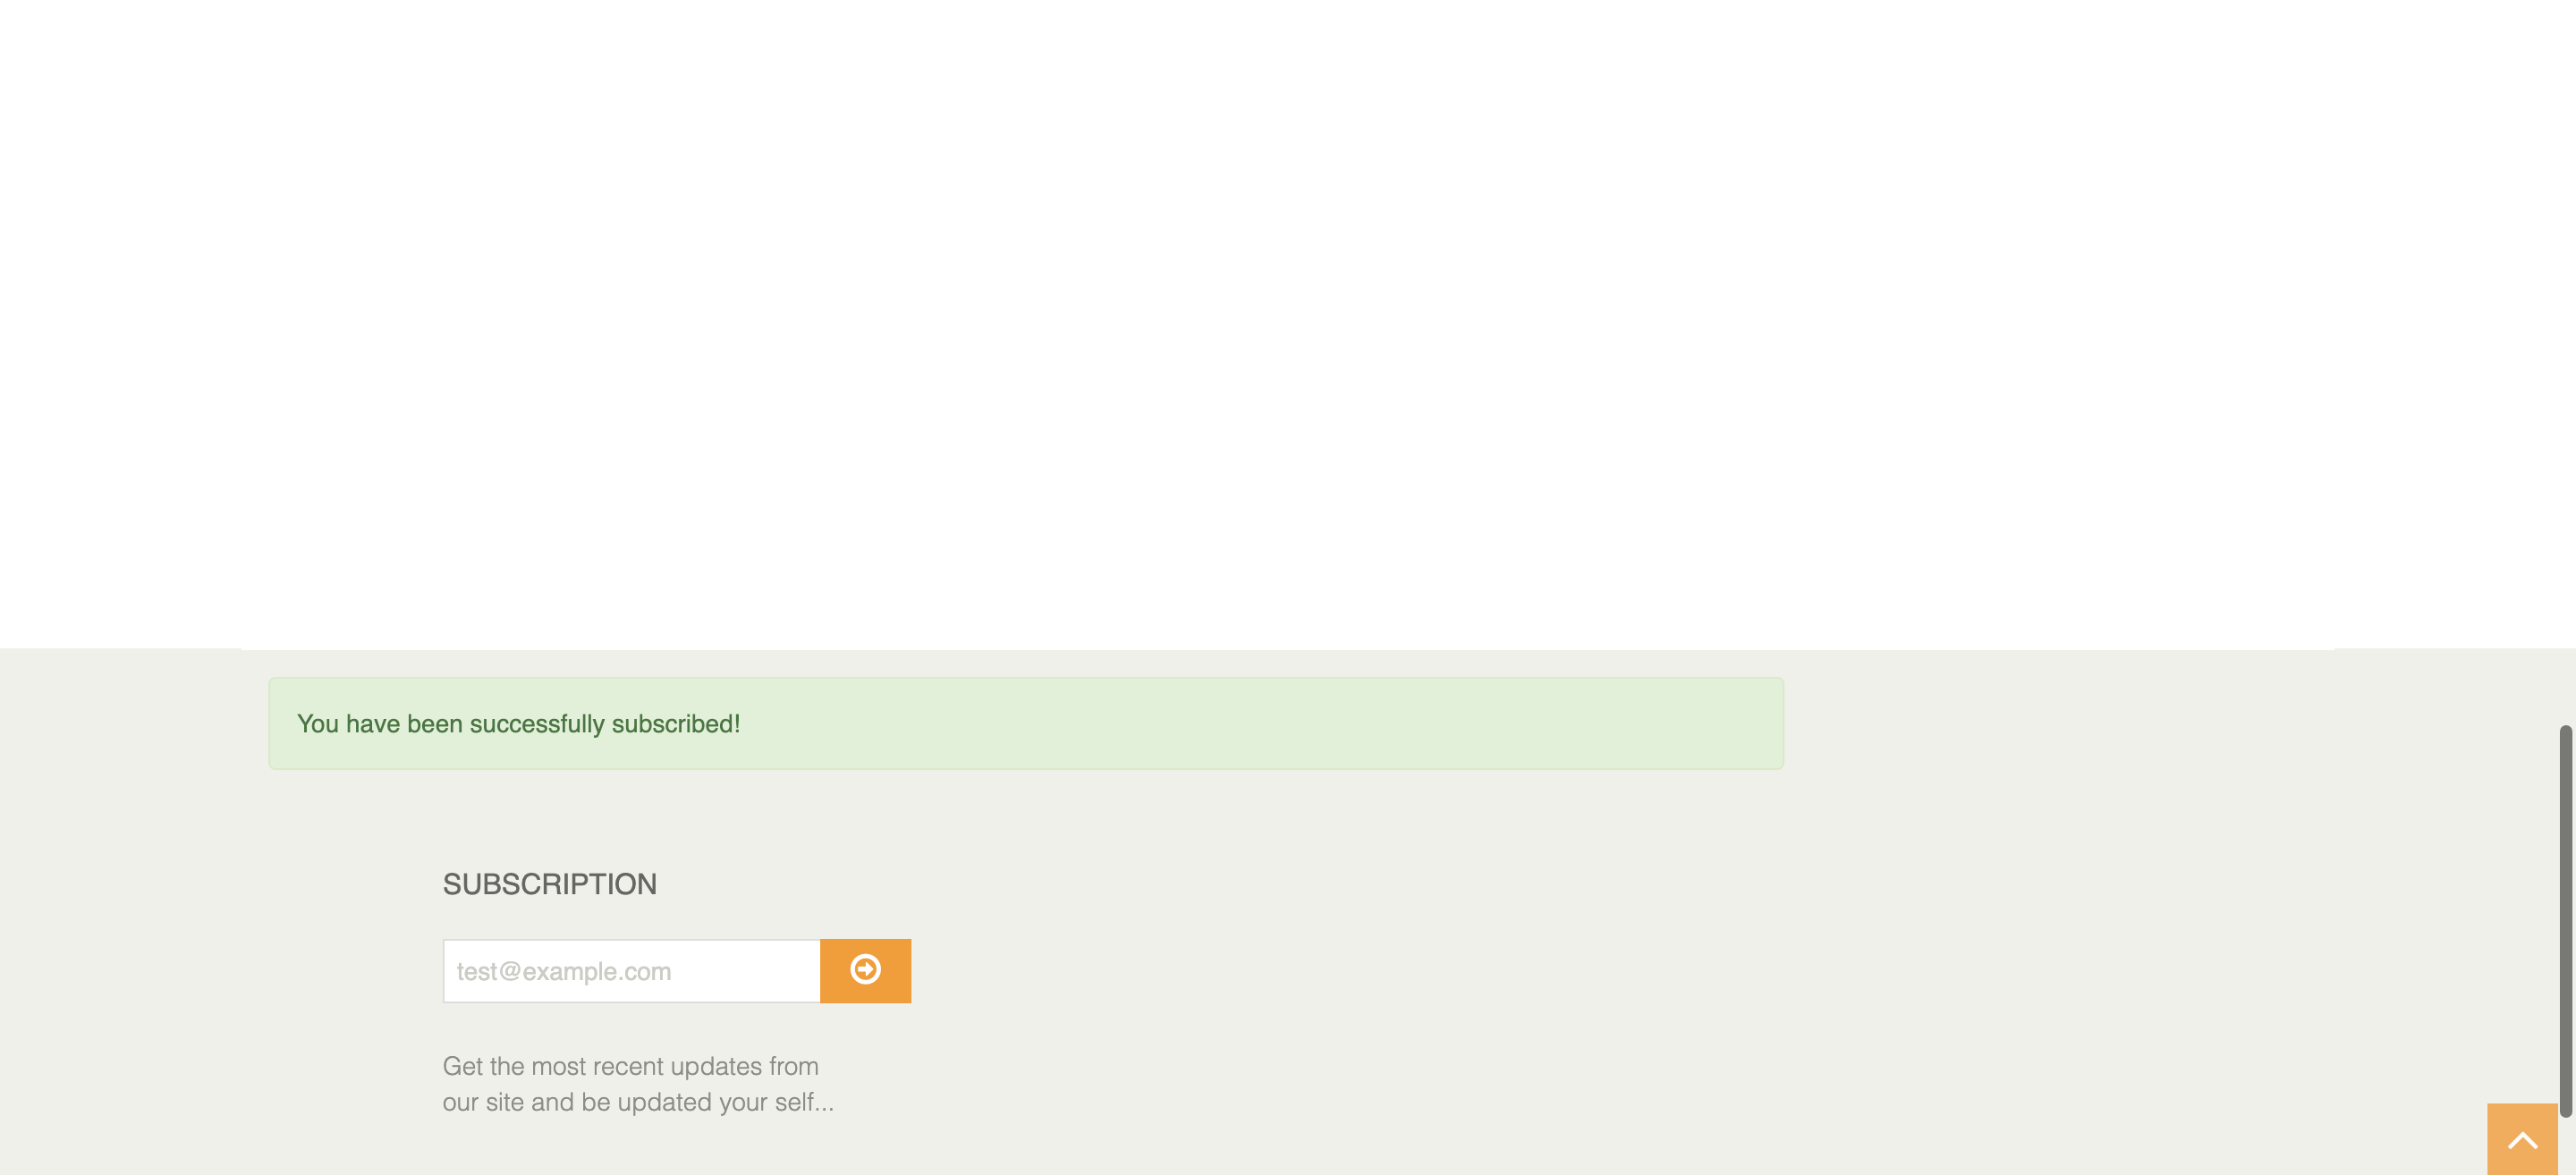 You have been successfully subscribed!
SUBSCRIPTION
test@example.com
Get the most recent updates from
our site and be updated your self...